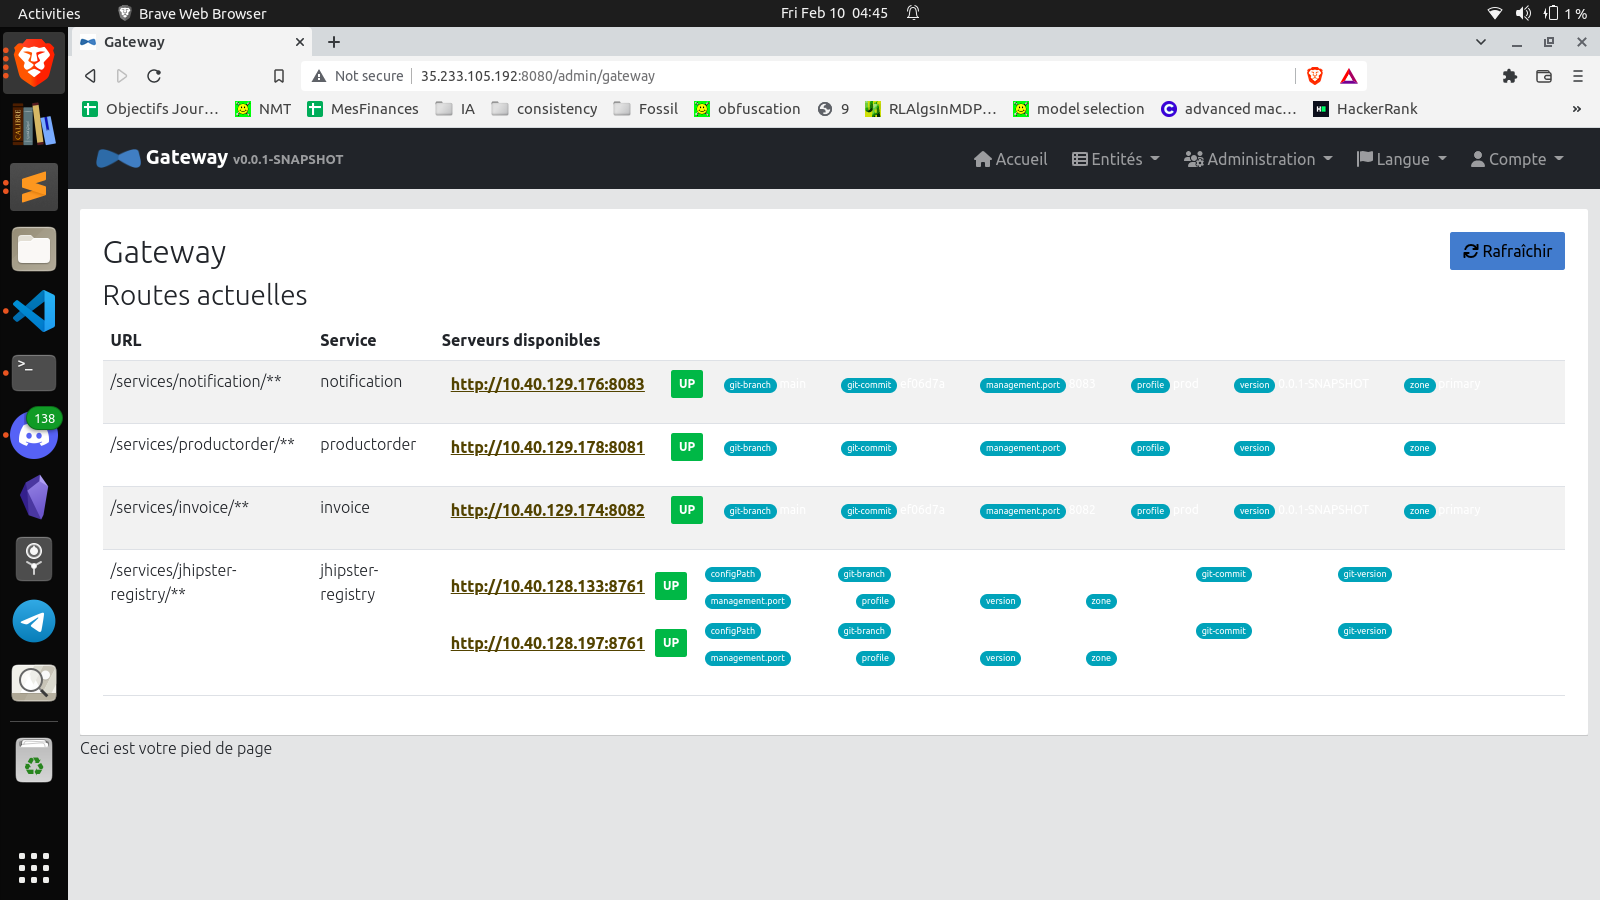 Activities Brave Web Browser Fri Feb 10 04:45 1 %
Gateway
Not secure 35.233.105.192:8080/admin/gateway
Objectifs Jour... NMT MesFinances IA consistency Fossil obfuscation 9 RLAlgsInMDP... model selection advanced mac... HackerRank »
Gateway v0.0.1-SNAPSHOT Accueil Entités Administration Langue Compte
Gateway Rafraîchir
Routes actuelles
URL Service Serveurs disponibles
/services/notification/** notification http://10.40.129.176:8083 UP git-branch main git-commit ef06d7a management.port 8083 profile prod version 0.0.1-SNAPSHOT zone primary
/services/productorder/** productorder http://10.40.129.178:8081 UP git-branch git-commit management.port profile version zone
/services/invoice/** invoice http://10.40.129.174:8082 UP git-branch main git-commit ef06d7a management.port 8082 profile prod version 0.0.1-SNAPSHOT zone primary
/services/jhipster-registry/** jhipster-registry http://10.40.128.133:8761 UP configPath git-branch git-commit git-version
management.port profile version zone
http://10.40.128.197:8761 UP configPath git-branch git-commit git-version
management.port profile version zone
Ceci est votre pied de page
CALIBRE
138